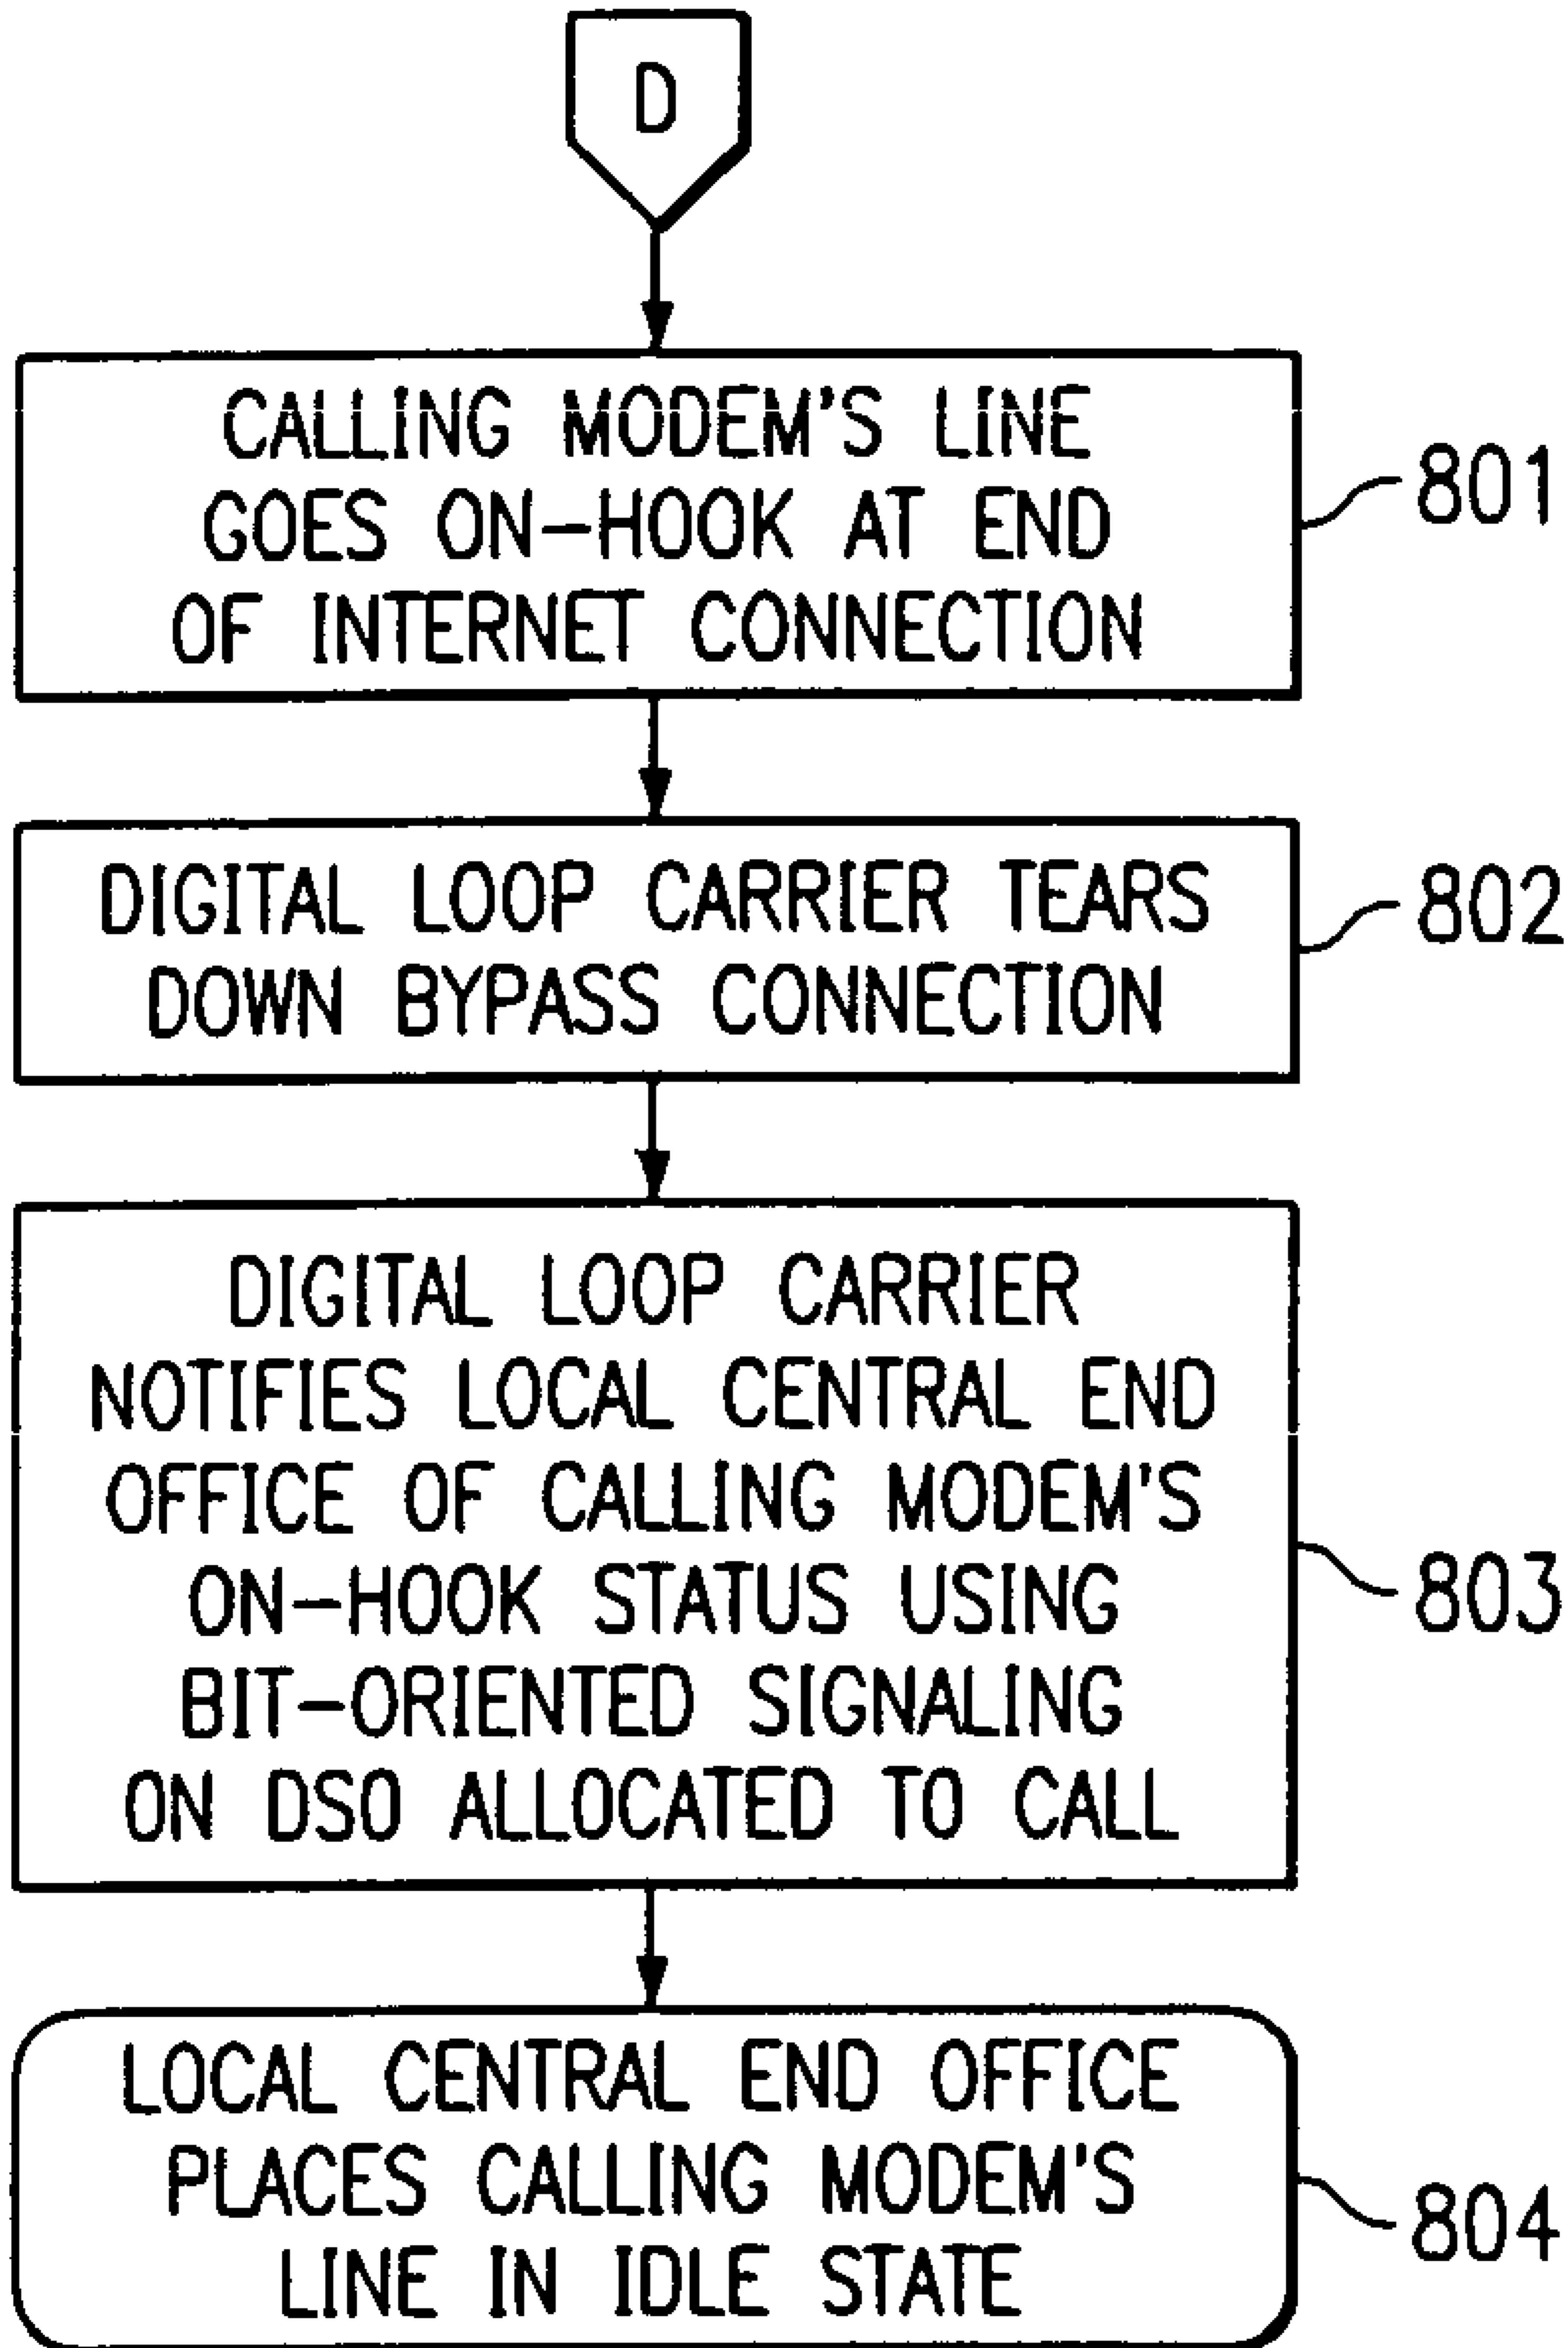 D
CALLING MODEM'S LINE
GOES ON-HOOK AT END
OF INTERNET CONNECTION
801
DIGITAL LOOP CARRIER TEARS
DOWN BYPASS CONNECTION
802
DIGITAL LOOP CARRIER
NOTIFIES LOCAL CENTRAL END
OFFICE OF CALLING MODEM'S
ON-HOOK STATUS USING
BIT-ORIENTED SIGNALING
ON DS0 ALLOCATED TO CALL
803
LOCAL CENTRAL END OFFICE
PLACES CALLING MODEM'S
LINE IN IDLE STATE
804